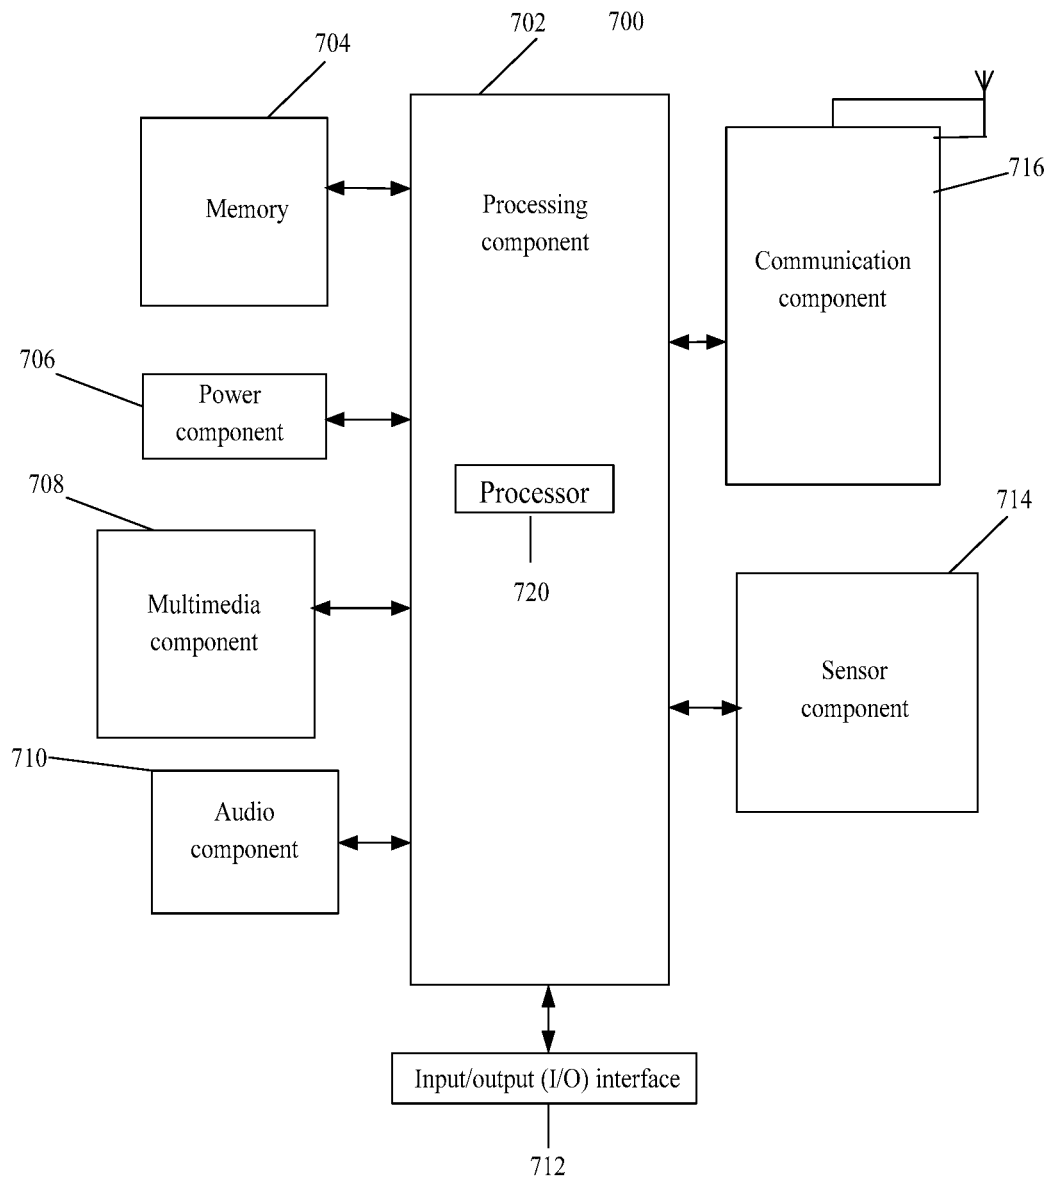 702
700
704
Memory
Processing
component
716
Communication
component
706
Power
component
708
Processor
720
714
Multimedia
component
Sensor
component
710
Audio
component
Input/output (I/O) interface
712